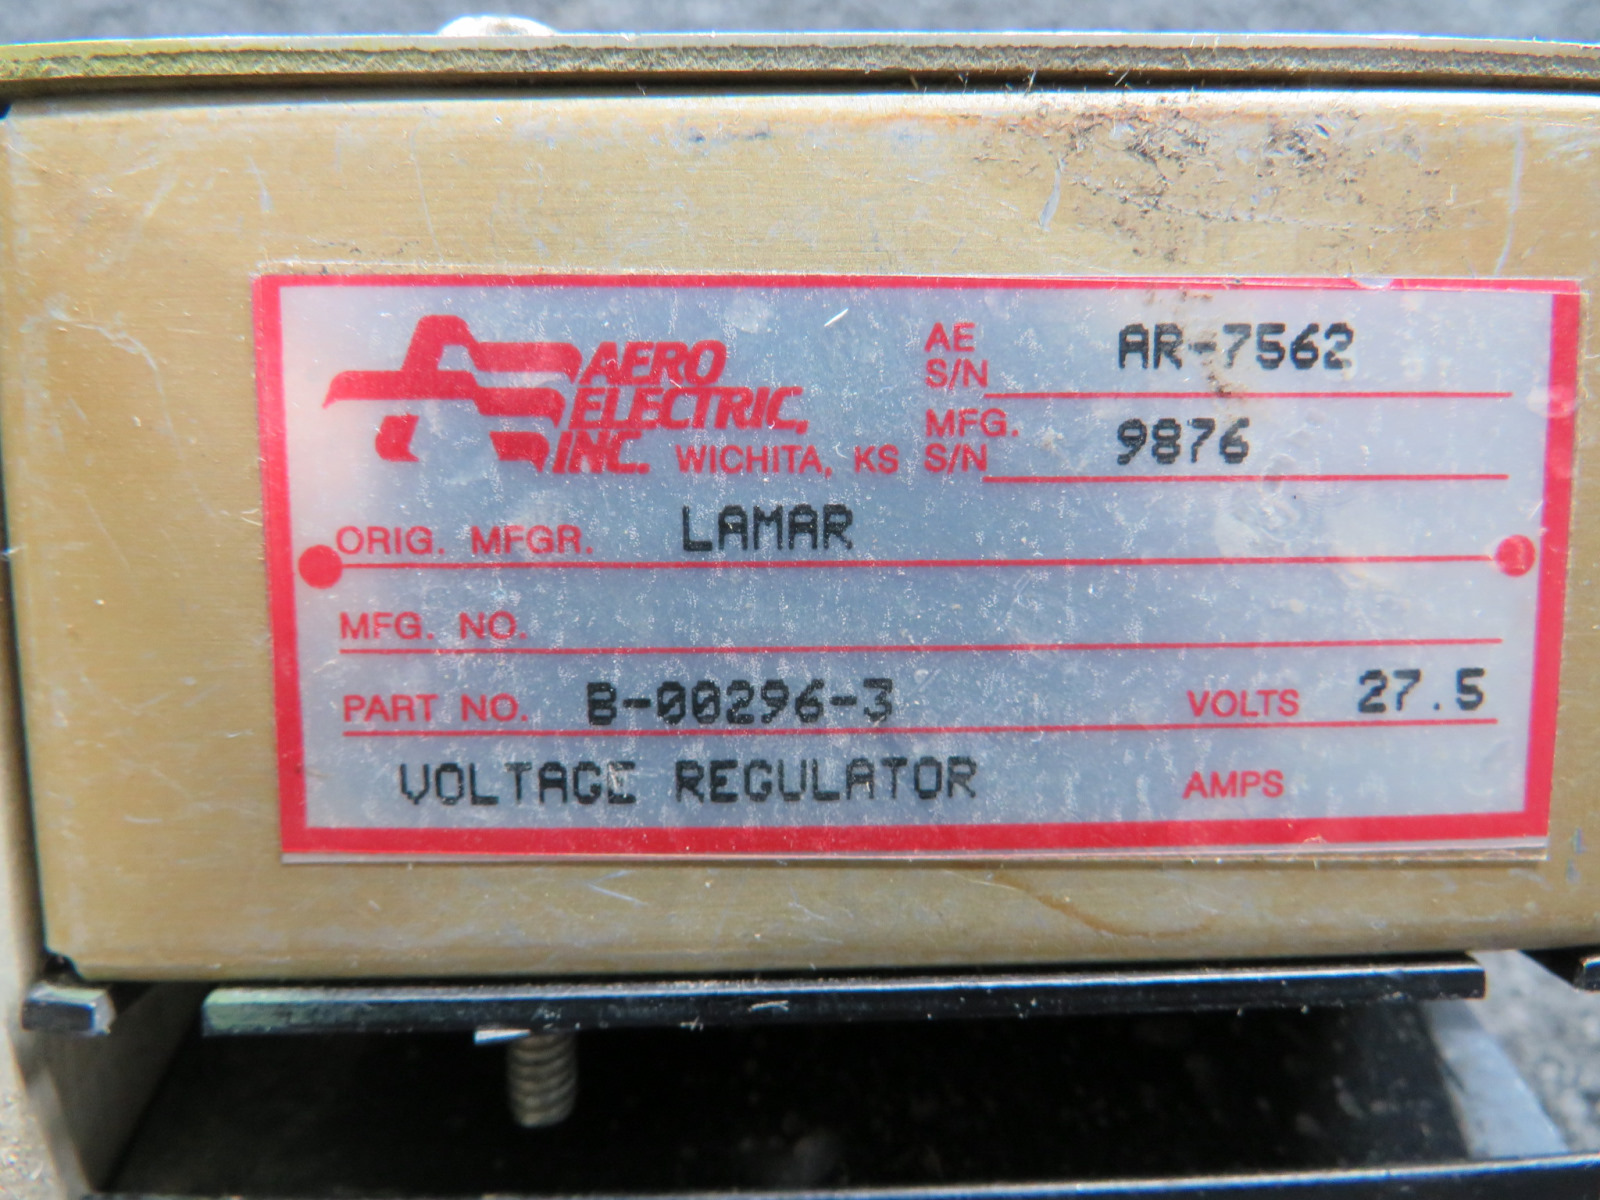 AERO
ELECTRIC,
INC. WICHITA, KS
AE S/N AR-7562
MFG. S/N 9876
ORIG. MFGR. LAMAR
MFG. NO.
PART NO. B-00296-3 VOLTS 27.5
VOLTAGE REGULATOR AMPS